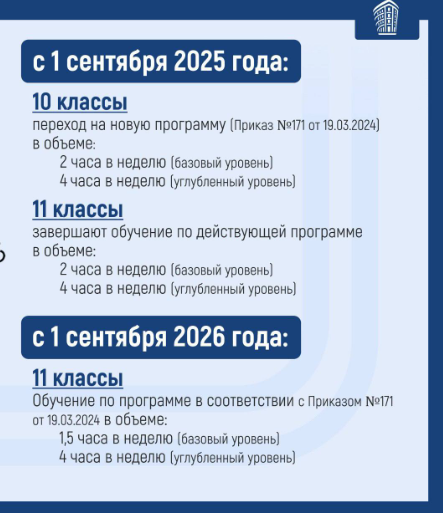 с 1 сентября 2025 года:
10 классы
переход на новую программу (Приказ №171 от 19.03.2024)
в объеме:
2 часа в неделю (базовый уровень)
4 часа в неделю (углубленный уровень)
11 классы
завершают обучение по действующей программе
в объеме:
2 часа в неделю (базовый уровень)
4 часа в неделю (углубленный уровень)
с 1 сентября 2026 года:
11 классы
Обучение по программе в соответствии с Приказом №171
от 19.03.2024 в объеме:
1,5 часа в неделю (базовый уровень)
4 часа в неделю (углубленный уровень)